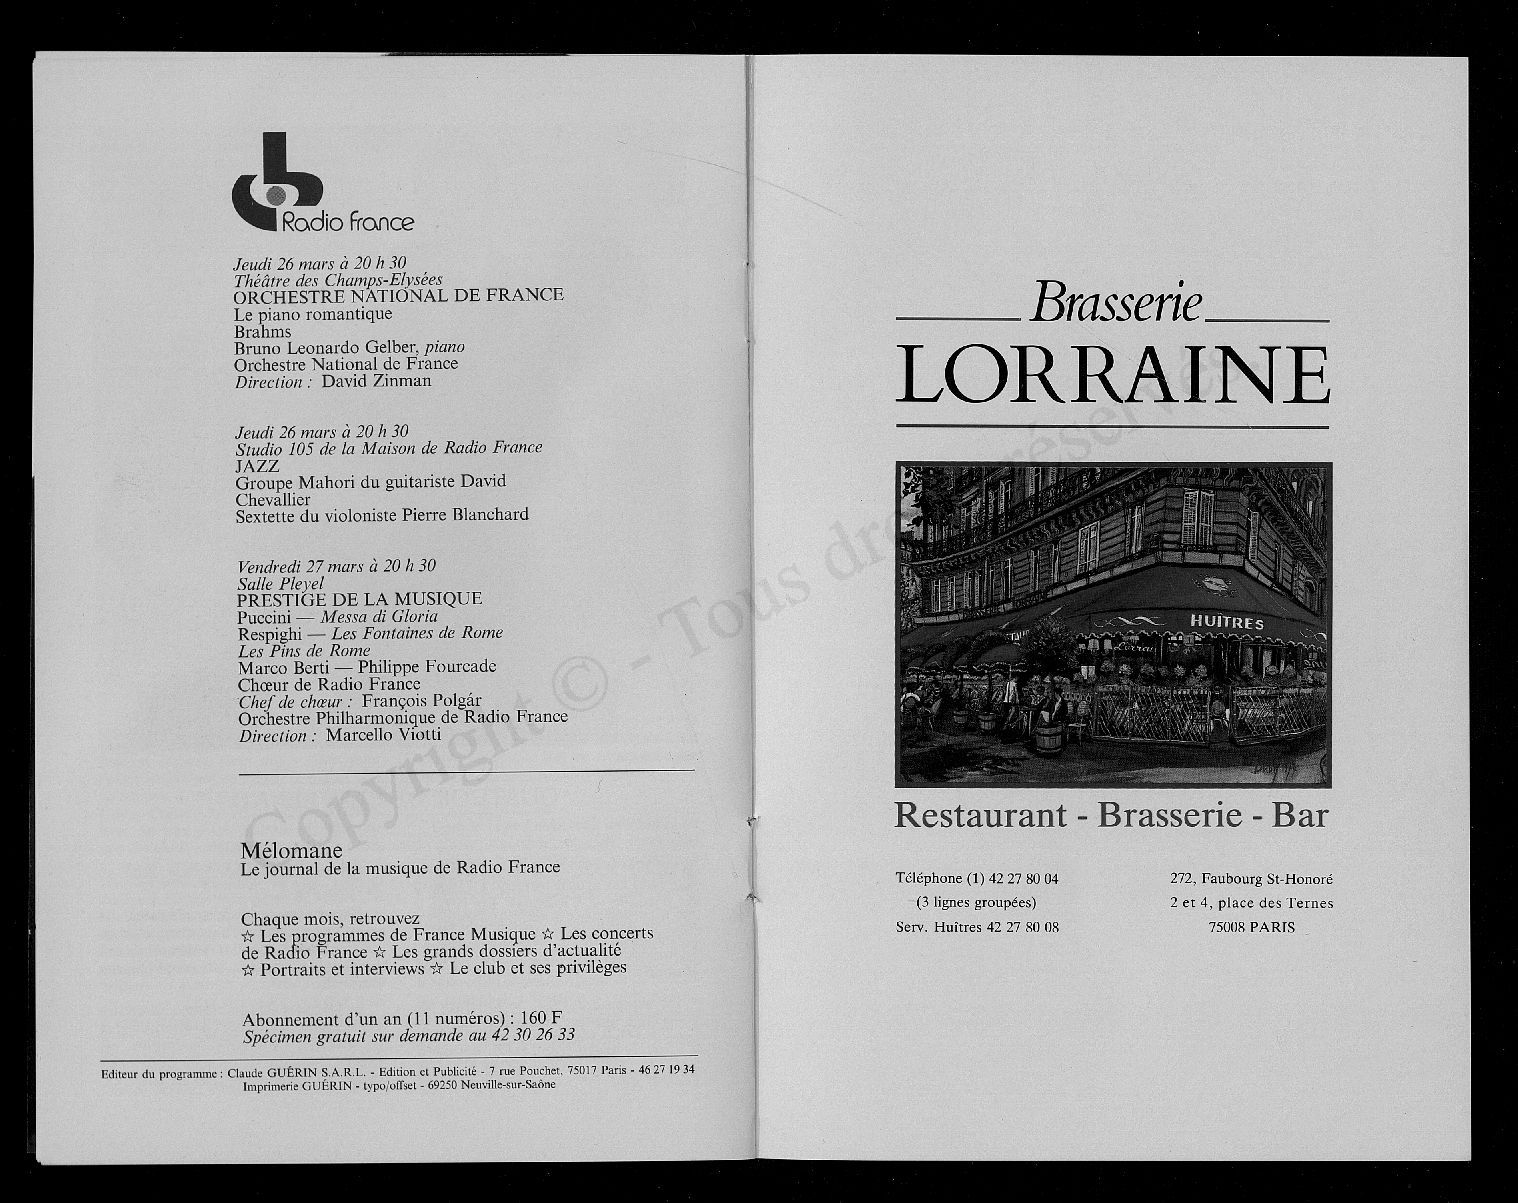 Radio France
Jeudi 26 mars à 20 h 30
Théâtre des Champs-Elysées
ORCHESTRE NATIONAL DE FRANCE
Le piano romantique
Brahms
Bruno Leonardo Gelber, piano
Orchestre National de France
Direction : David Zinman
Jeudi 26 mars à 20 h 30
Studio 105 de la Maison de Radio France
JAZZ
Groupe Mahori du guitariste David
Chevallier
Sextette du violoniste Pierre Blanchard
Vendredi 27 mars à 20 h 30
Salle Pleyel
PRESTIGE DE LA MUSIQUE
Puccini — Messa di Gloria
Respighi — Les Fontaines de Rome
Les Pins de Rome
Marco Berti — Philippe Fourcade
Chœur de Radio France
Chef de chœur : François Polgár
Orchestre Philharmonique de Radio France
Direction : Marcello Viotti
Mélomane
Le journal de la musique de Radio France
Chaque mois, retrouvez
☆ Les programmes de France Musique ☆ Les concerts
de Radio France ☆ Les grands dossiers d'actualité
☆ Portraits et interviews ☆ Le club et ses privilèges
Abonnement d'un an (11 numéros) : 160 F
Spécimen gratuit sur demande au 42 30 26 33
Editeur du programme : Claude GUÉRIN S.A.R.L. - Edition et Publicité - 7 rue Pouchet, 75017 Paris - 46 27 19 34
Imprimerie GUÉRIN - typo/offset - 69250 Neuville-sur-Saône
Copyright © - Tous droits réservés
Brasserie
LORRAINE
HUÎTRES
Lorraine
Restaurant - Brasserie - Bar
Téléphone (1) 42 27 80 04
(3 lignes groupées)
Serv. Huîtres 42 27 80 08
272, Faubourg St-Honoré
2 et 4, place des Ternes
75008 PARIS